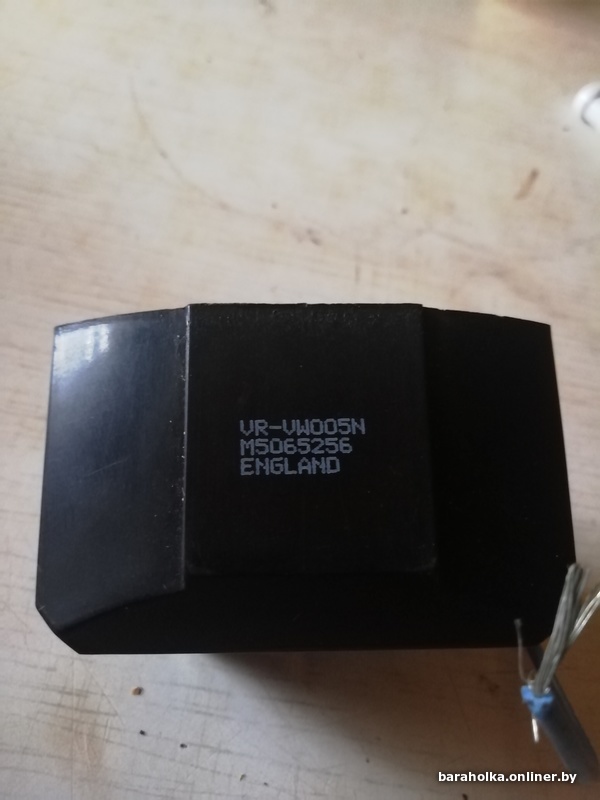 VR-VW005N
M5065256
ENGLAND
baraholka.onliner.by